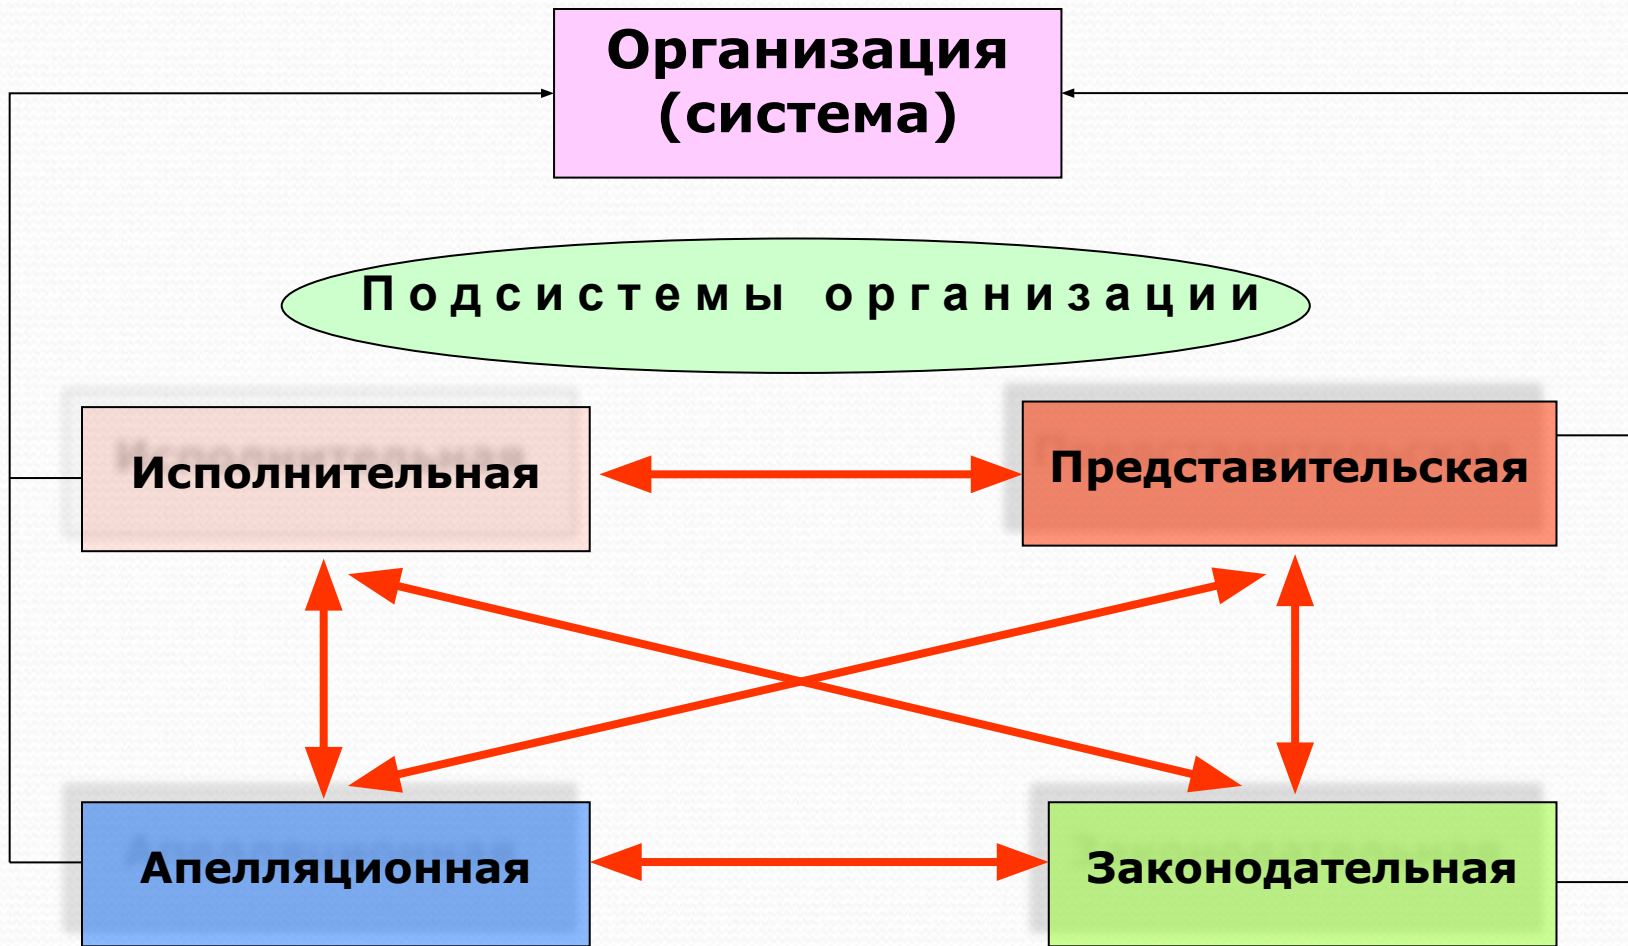 Организация
(система)
Подсистемы организации
Исполнительная
Представительская
Апелляционная
Законодательная